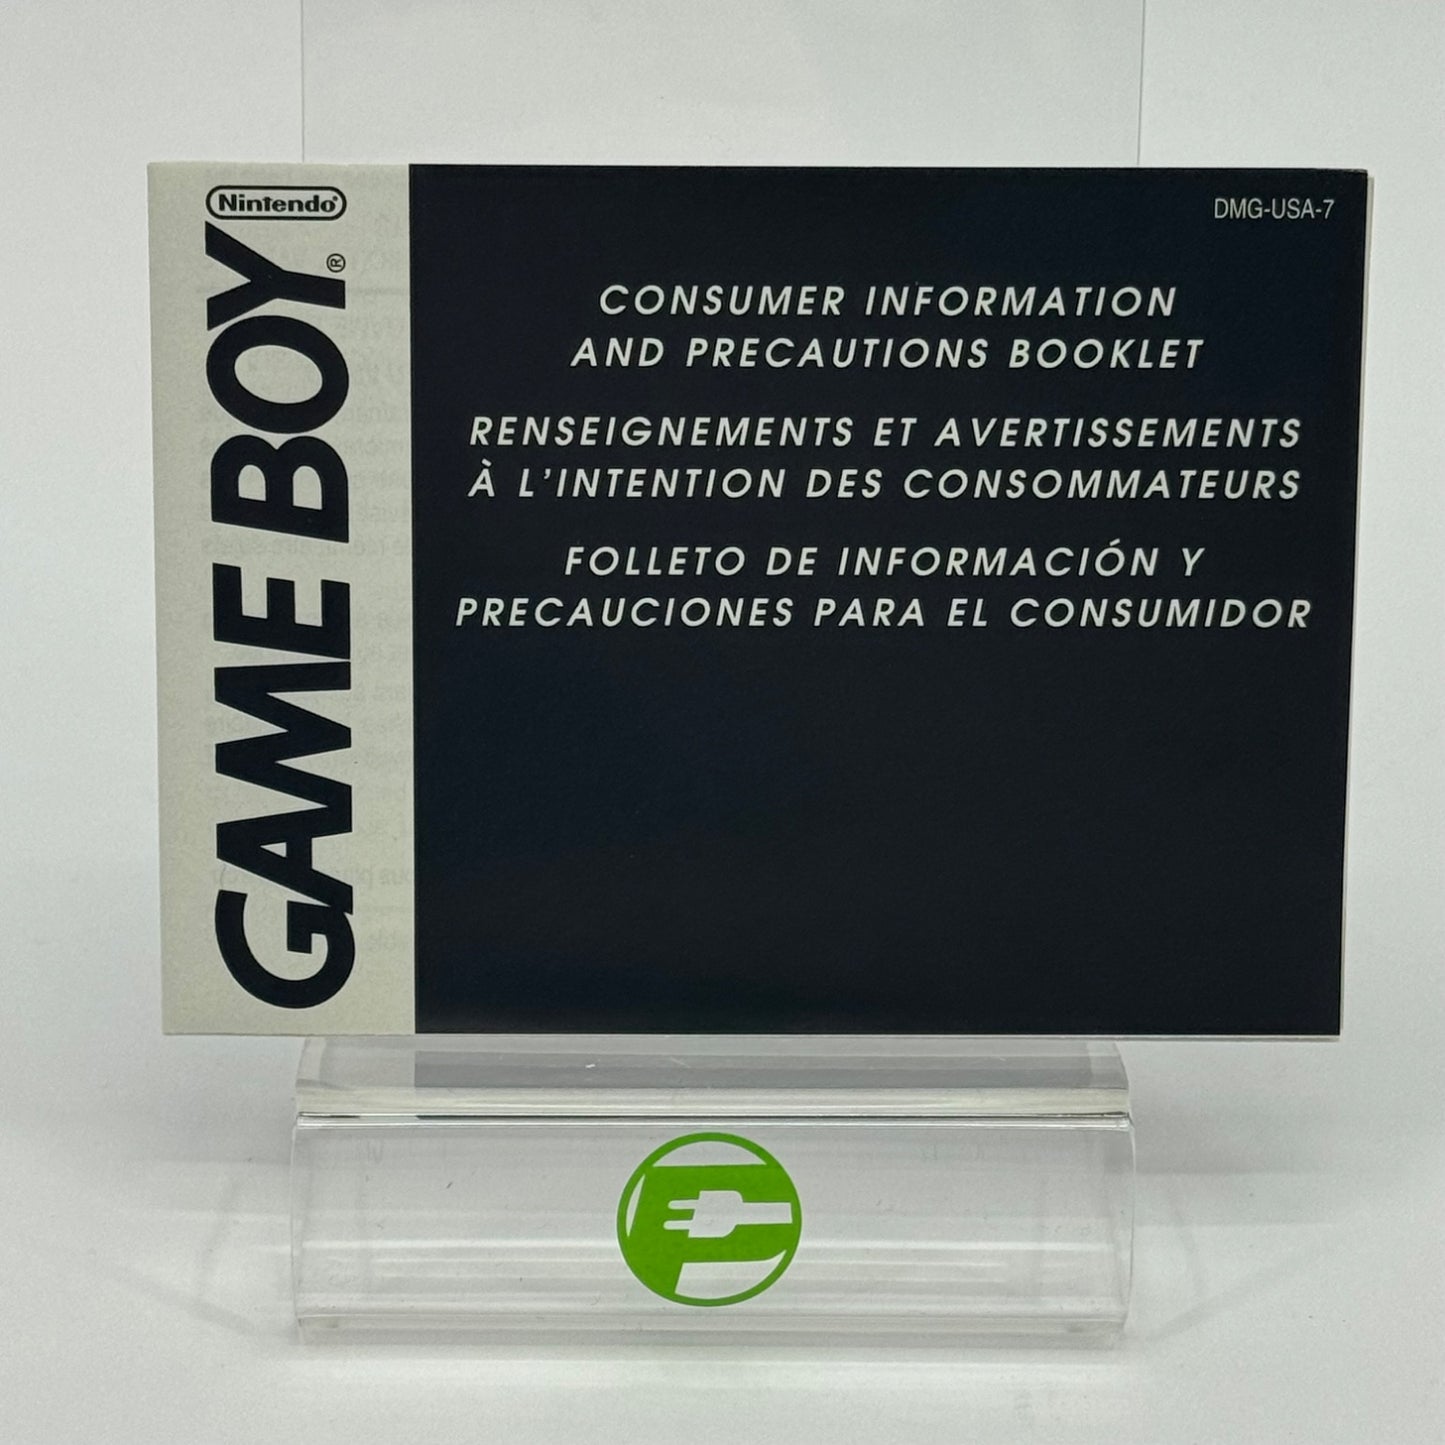 Nintendo®
GAME BOY®
DMG-USA-7
CONSUMER INFORMATION
AND PRECAUTIONS BOOKLET
RENSEIGNEMENTS ET AVERTISSEMENTS
À L'INTENTION DES CONSOMMATEURS
FOLLETO DE INFORMACIÓN Y
PRECAUCIONES PARA EL CONSUMIDOR